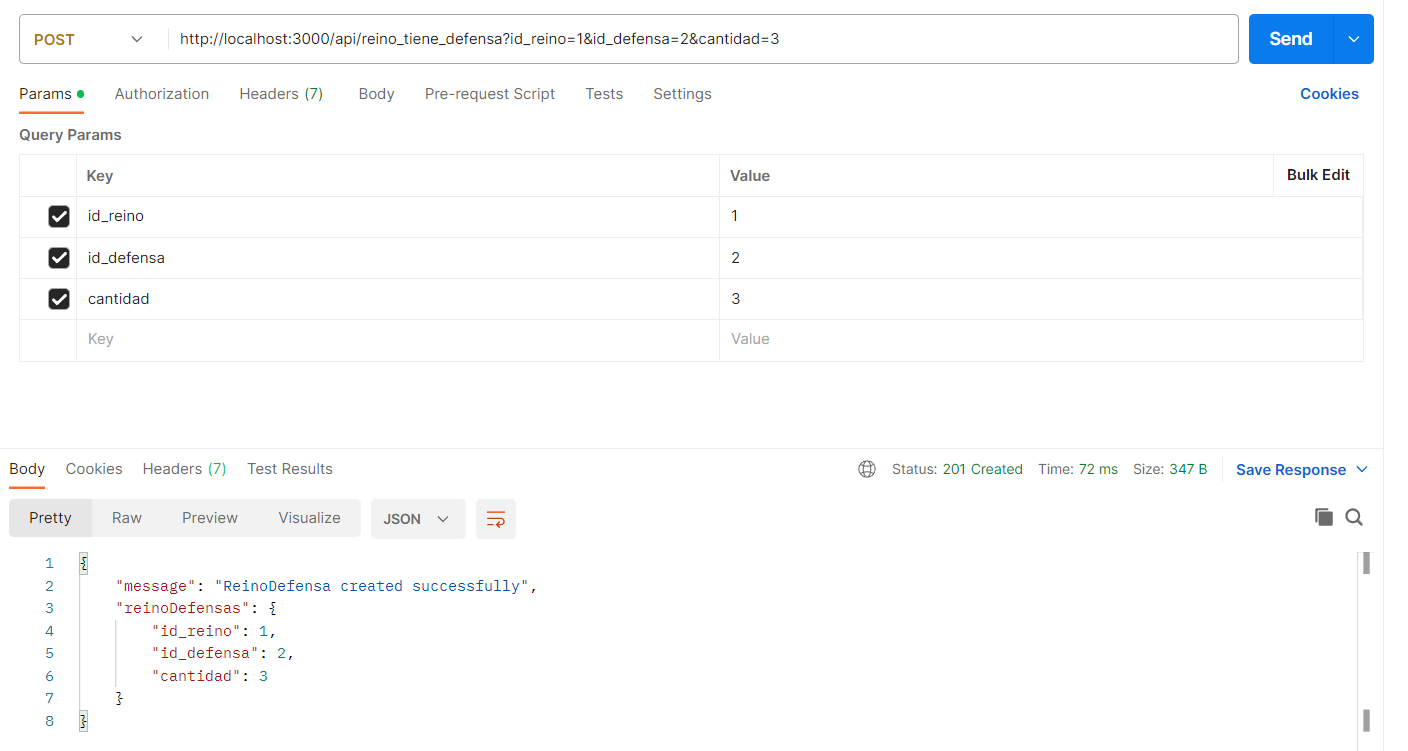 POST http://localhost:3000/api/reino_tiene_defensa?id_reino=1&id_defensa=2&cantidad=3 Send
Params Authorization Headers (7) Body Pre-request Script Tests Settings Cookies
Query Params
Key Value Bulk Edit
id_reino 1
id_defensa 2
cantidad 3
Key Value
Body Cookies Headers (7) Test Results Status: 201 Created Time: 72 ms Size: 347 B Save Response
Pretty Raw Preview Visualize JSON
1 {
2 "message": "ReinoDefensa created successfully",
3 "reinoDefensas": {
4 "id_reino": 1,
5 "id_defensa": 2,
6 "cantidad": 3
7 }
8 }